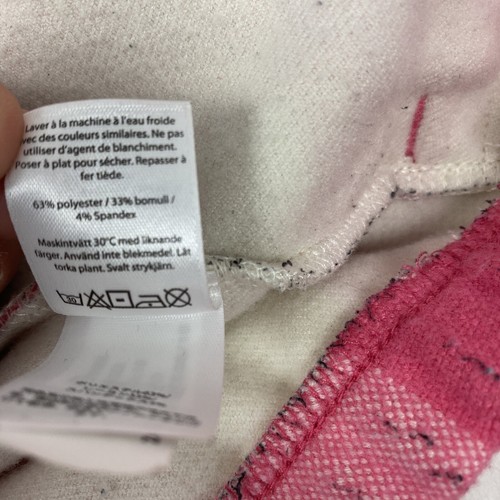 Laver à la machine à l'eau froide
vec des couleurs similaires. Ne pas
utiliser d'agent de blanchiment.
Poser à plat pour sécher. Repasser à
fer tiède.
63% polyester / 33% bomull /
4% Spandex
Maskintvätt 30°C med liknande
färger. Använd inte blekmedel. Låt
torka plant. Svalt strykjärn.